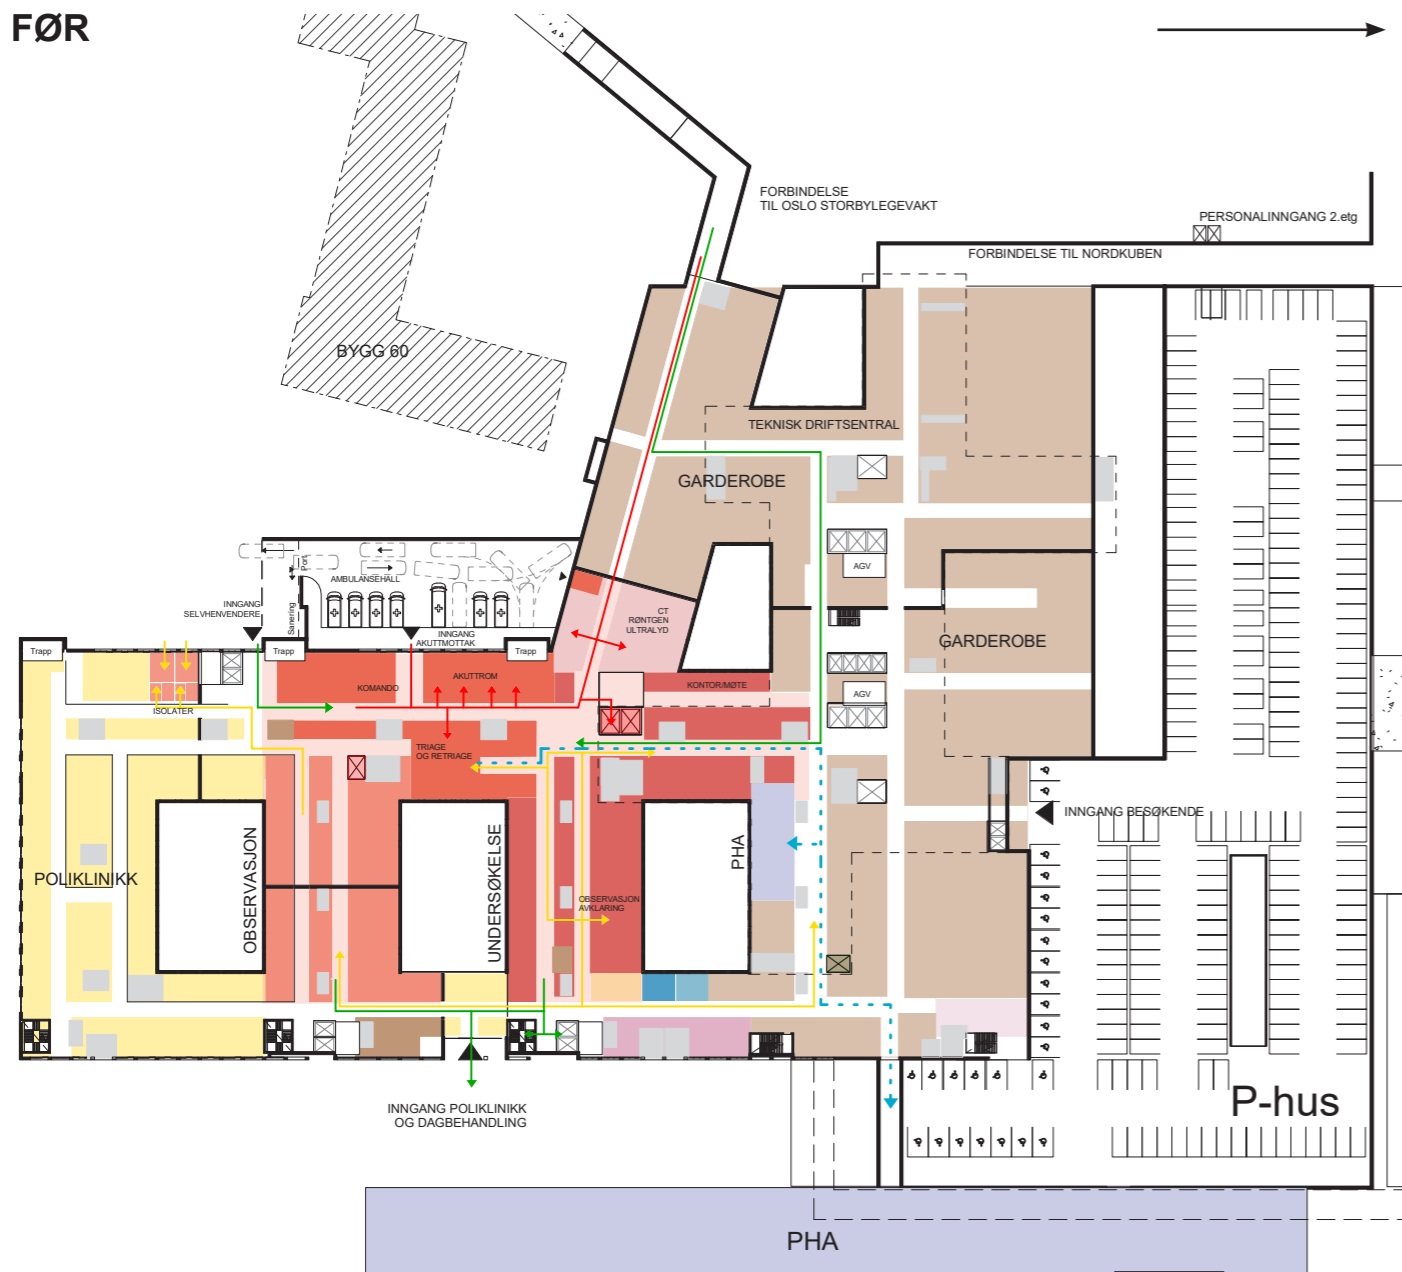 FØR
FORBINDELSE
TIL OSLO STORBYLEGEVAKT
PERSONALINNGANG 2.etg
FORBINDELSE TIL NORDKUBEN
BYGG 60
TEKNISK DRIFTSENTRAL
GARDEROBE
AGV
AMBULANSEHALL
Port
Sanering
INNGANG
SELVHENVENDERE
INNGANG
AKUTTMOTTAK
CT
RØNTGEN
ULTRALYD
GARDEROBE
Trapp
Trapp
Trapp
KOMANDO
AKUTTROM
KONTOR/MØTE
AGV
ISOLATER
TRIAGE
OG RETRIAGE
INNGANG BESØKENDE
POLIKLINIKK
OBSERVASJON
UNDERSØKELSE
PHA
OBSERVASJON
AVKLARING
INNGANG POLIKLINIKK
OG DAGBEHANDLING
P-hus
PHA